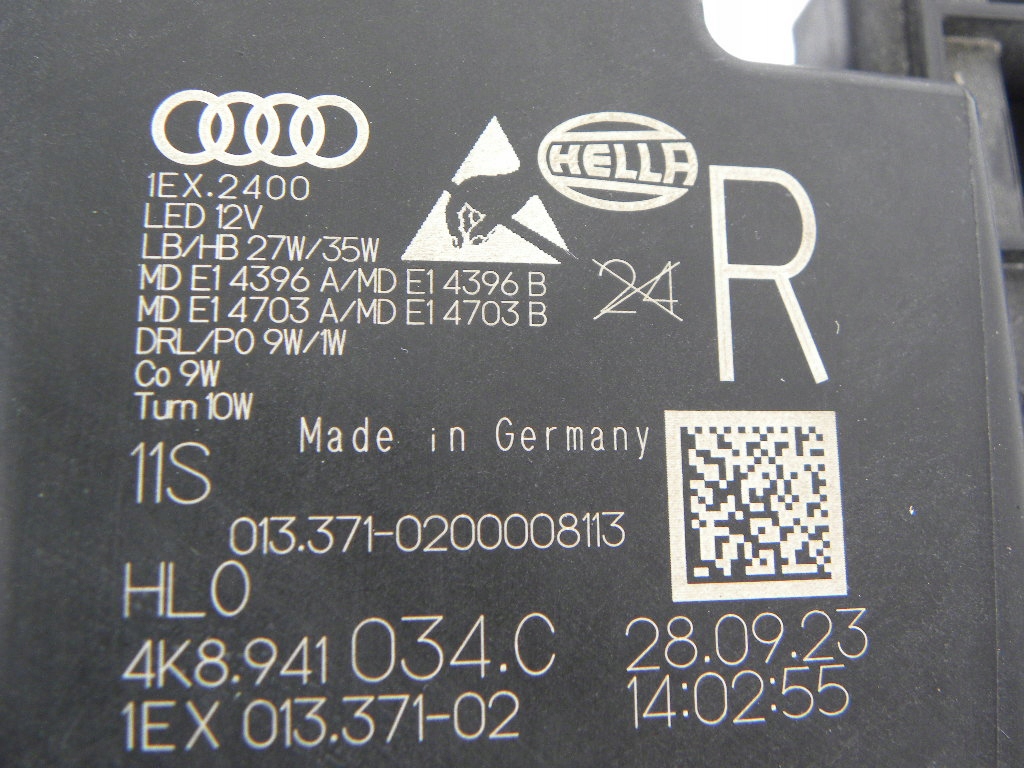 HELLA
1EX.2400
LED 12V
LB/HB 27W/35W
MD E1 4396 A/MD E1 4396 B
MD E1 4703 A/MD E1 4703 B
DRL/PO 9W/1W
Co 9W
Turn 10W
24
R
Made in Germany
11S
013.371-0200008113
HL0
4K8.941 034.C
28.09.23
1EX 013.371-02
14:02:55